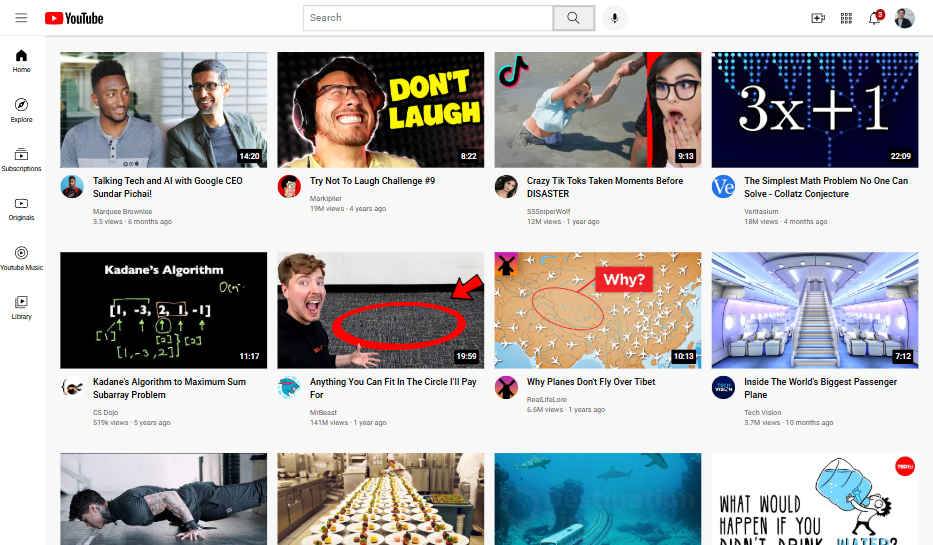 YouTube
Search
3
Home
Explore
Subscriptions
Originals
Youtube Music
Library
14:20
Talking Tech and AI with Google CEO
Sundar Pichai!
Marquee Brownlee
3.5 views · 6 months ago
DON'T
LAUGH
8:22
Try Not To Laugh Challenge #9
Markiplier
19M views · 4 years ago
9:13
Crazy Tik Toks Taken Moments Before
DISASTER
SSSniperWolf
12M views · 1 year ago
3x+1
22:09
Ve
The Simplest Math Problem No One Can
Solve - Collatz Conjecture
Veritasium
18M views · 4 months ago
Kadane's Algorithm
[1, -3, 2, 1, -1]
[1]
[2]
[1,-3,2]
11:17
Kadane's Algorithm to Maximum Sum
Subarray Problem
CS Dojo
519k views · 5 years ago
19:59
Anything You Can Fit In The Circle I'll Pay
For
MrBeast
141M views · 1 year ago
Why?
10:13
Why Planes Don't Fly Over Tibet
RealLifeLore
6.6M views · 1 years ago
7:12
TECH
VISION
Inside The World's Biggest Passenger
Plane
Tech Vision
3.7M views · 10 months ago
WHAT WOULD
HAPPEN IF YOU
DIDN'T DRINK WATER?